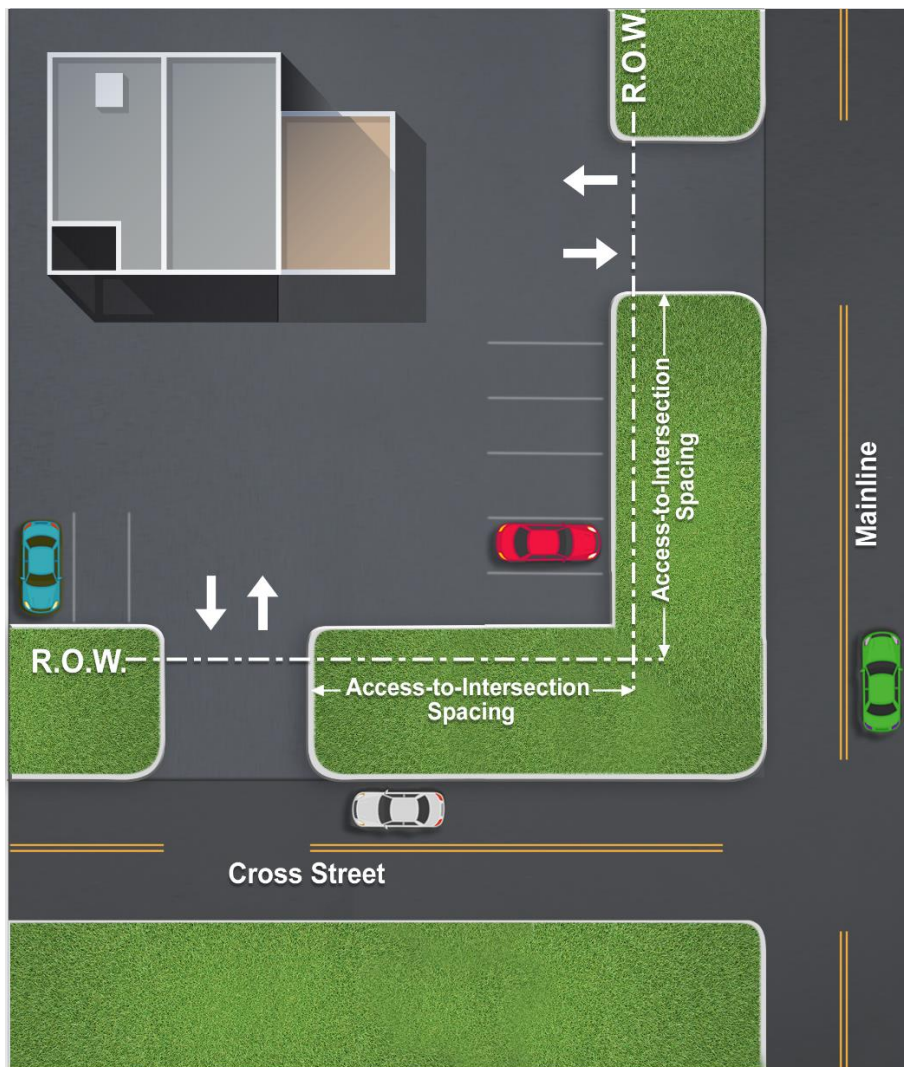 R.O.W.
Access-to-Intersection
Spacing
Mainline
R.O.W.
Access-to-Intersection
Spacing
Cross Street